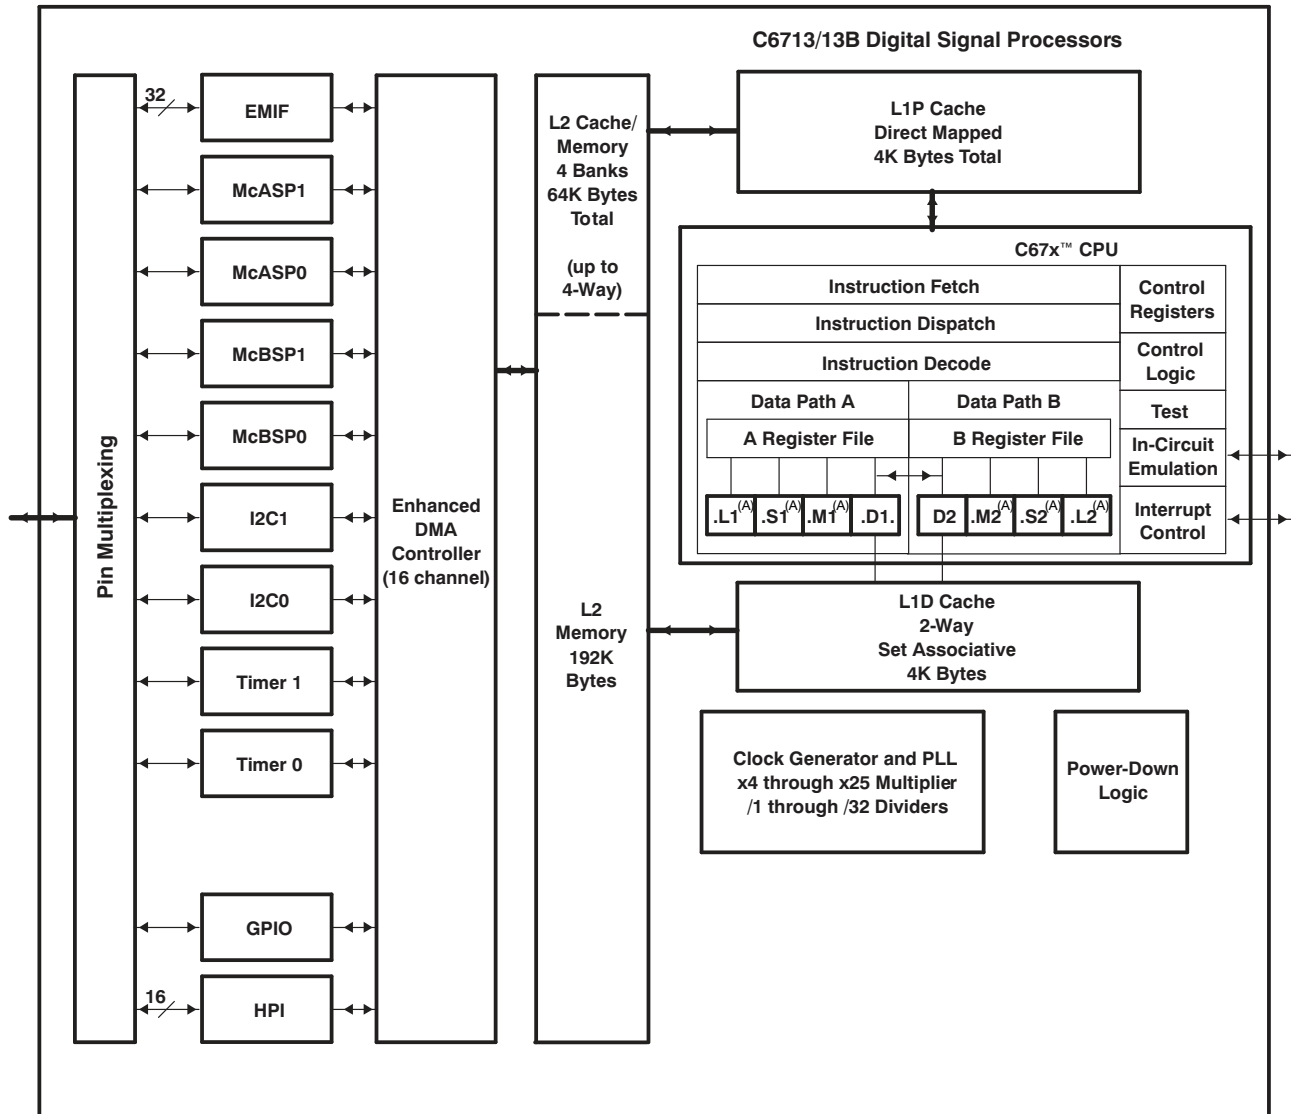 C6713/13B Digital Signal Processors
32
EMIF
McASP1
McASP0
McBSP1
McBSP0
I2C1
I2C0
Timer 1
Timer 0
GPIO
16
HPI
Pin Multiplexing
Enhanced
DMA
Controller
(16 channel)
L2 Cache/
Memory
4 Banks
64K Bytes
Total
(up to
4-Way)
L2
Memory
192K
Bytes
L1P Cache
Direct Mapped
4K Bytes Total
C67x™ CPU
Instruction Fetch
Instruction Dispatch
Instruction Decode
Data Path A
Data Path B
A Register File
B Register File
.L1(A) .S1(A) .M1(A) .D1. D2 .M2(A) .S2(A) .L2(A)
Control
Registers
Control
Logic
Test
In-Circuit
Emulation
Interrupt
Control
L1D Cache
2-Way
Set Associative
4K Bytes
Clock Generator and PLL
x4 through x25 Multiplier
/1 through /32 Dividers
Power-Down
Logic